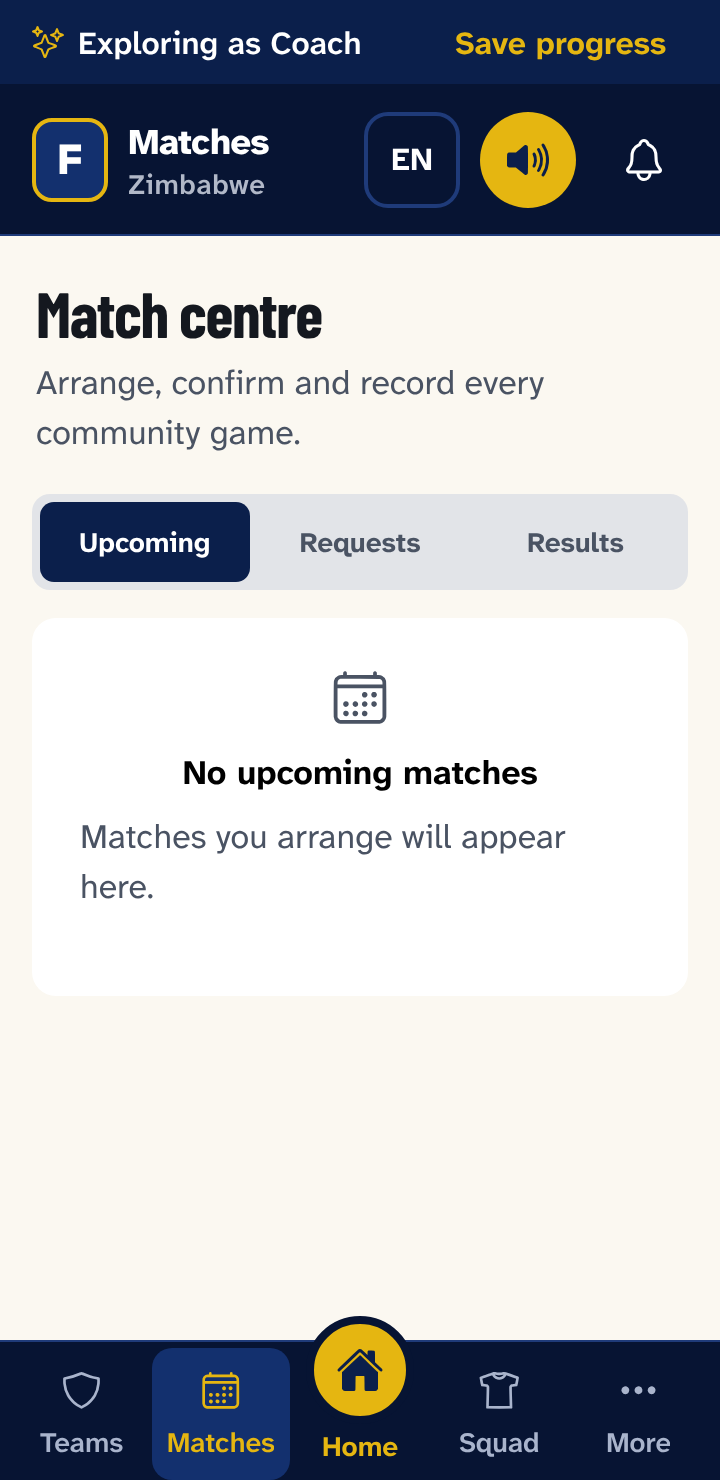 Exploring as Coach
Save progress
F
Matches
Zimbabwe
EN
Match centre
Arrange, confirm and record every
community game.
Upcoming
Requests
Results
No upcoming matches
Matches you arrange will appear
here.
Teams
Matches
Home
Squad
More